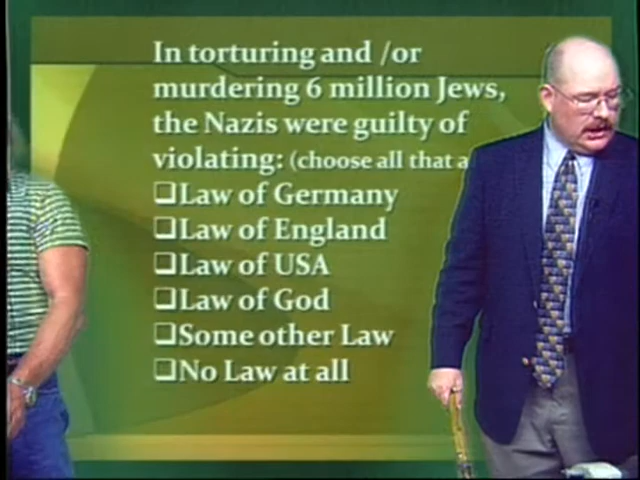 In torturing and /or
murdering 6 million Jews,
the Nazis were guilty of
violating: (choose all that a
❑Law of Germany
❑Law of England
❑Law of USA
❑Law of God
❑Some other Law
❑No Law at all